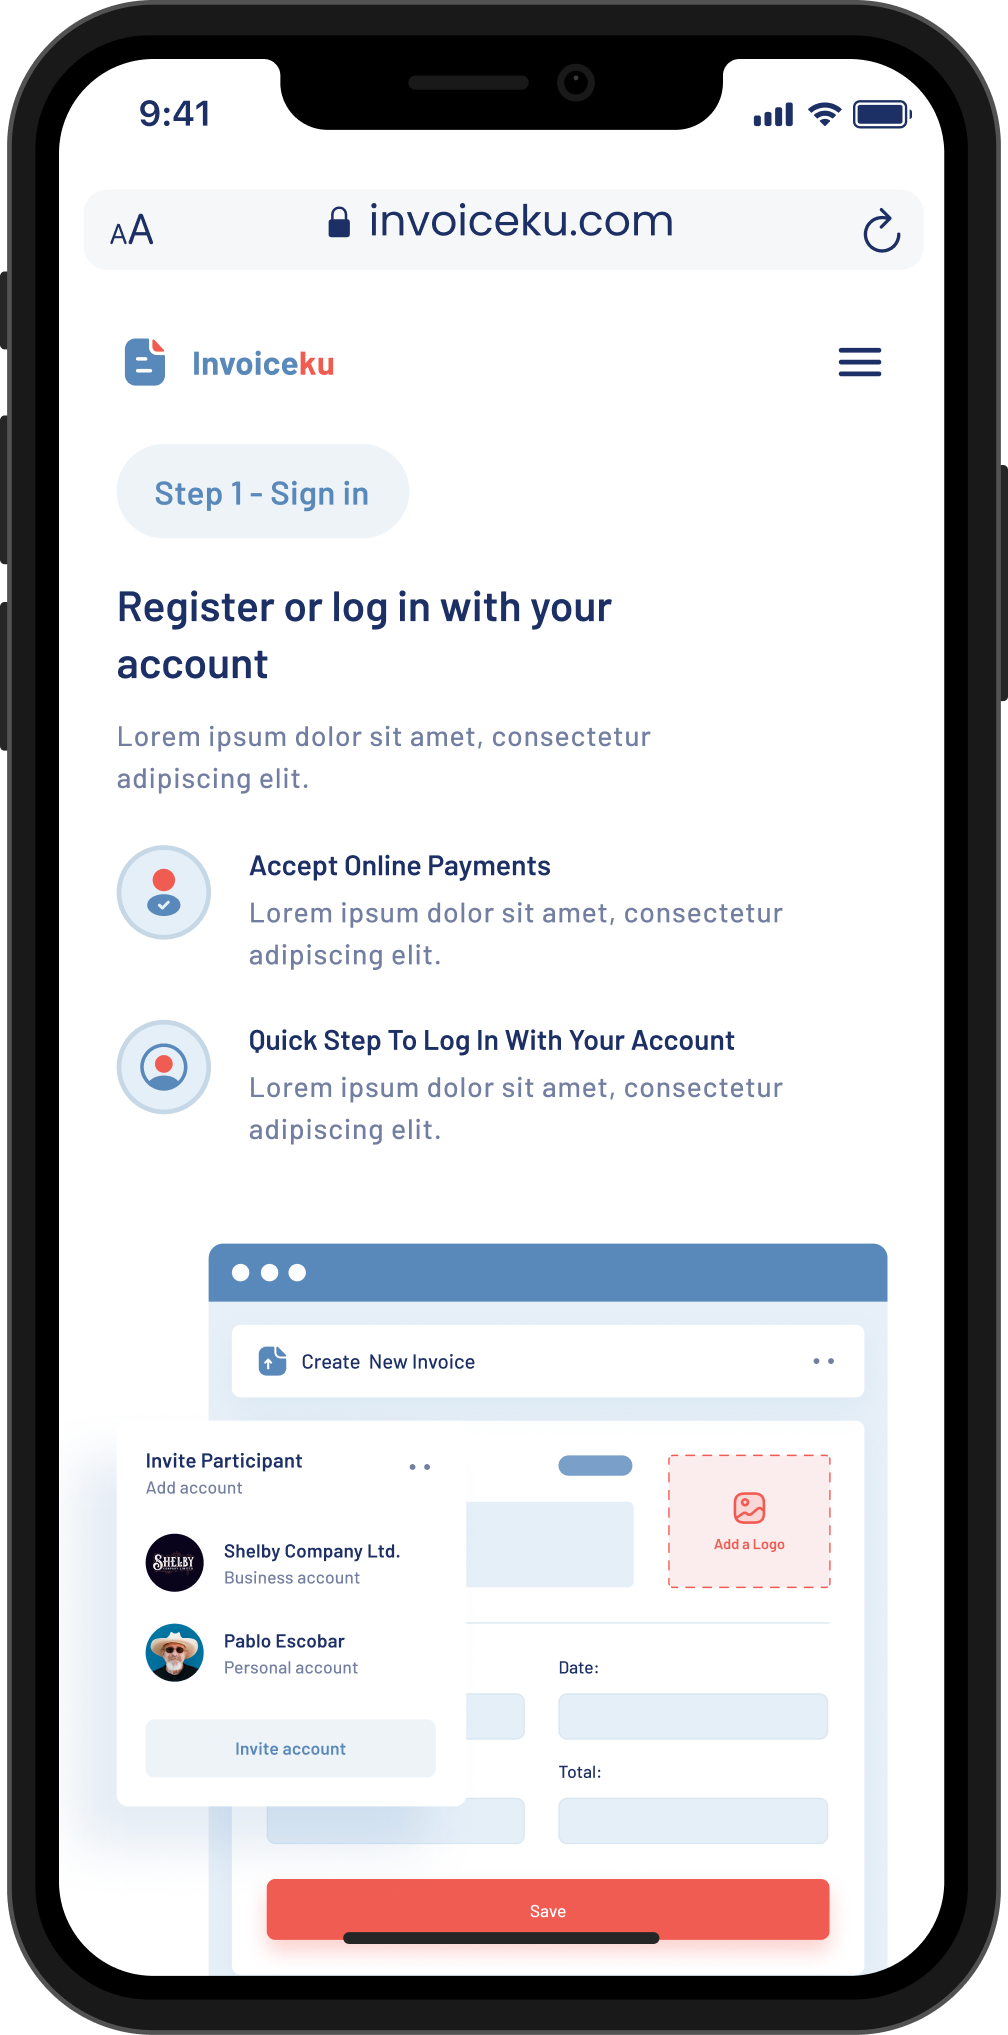 9:41
AA
invoiceku.com
Invoiceku
Step 1 - Sign in
Register or log in with your
account
Lorem ipsum dolor sit amet, consectetur
adipiscing elit.
Accept Online Payments
Lorem ipsum dolor sit amet, consectetur
adipiscing elit.
Quick Step To Log In With Your Account
Lorem ipsum dolor sit amet, consectetur
adipiscing elit.
Create New Invoice
Invite Participant
Add account
SHELBY
Shelby Company Ltd.
Business account
Pablo Escobar
Personal account
Invite account
Add a Logo
Date:
Total:
Save